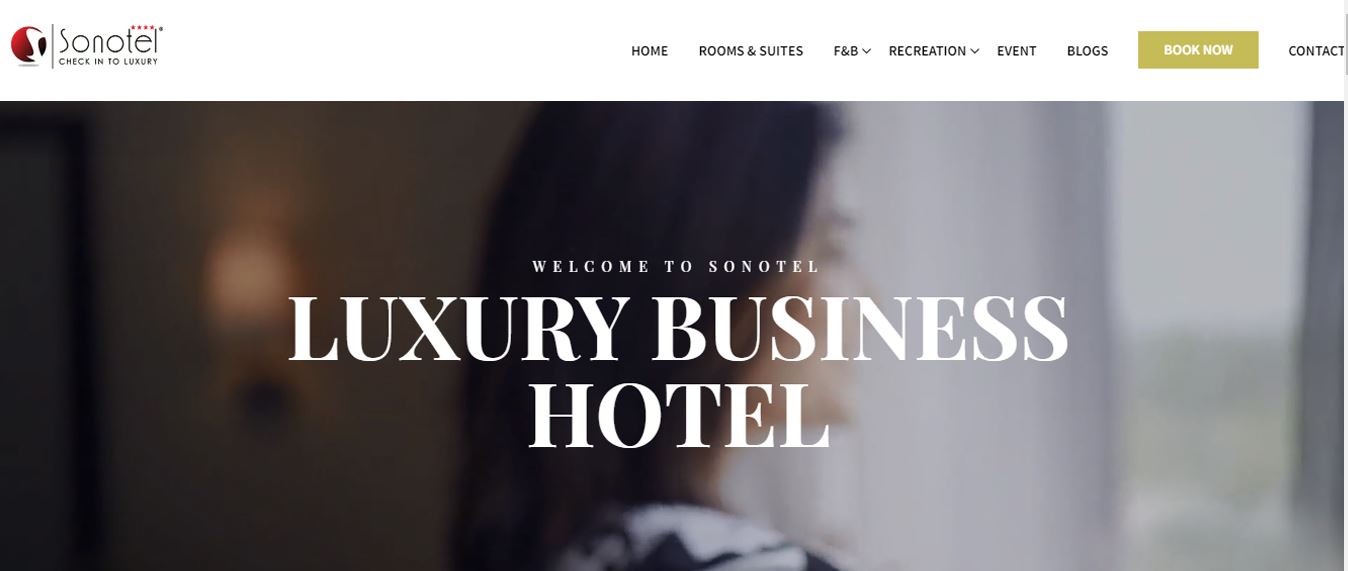 Sonotel
CHECK IN TO LUXURY
HOME ROOMS & SUITES F&B RECREATION EVENT BLOGS BOOK NOW CONTACT
WELCOME TO SONOTEL
LUXURY BUSINESS
HOTEL